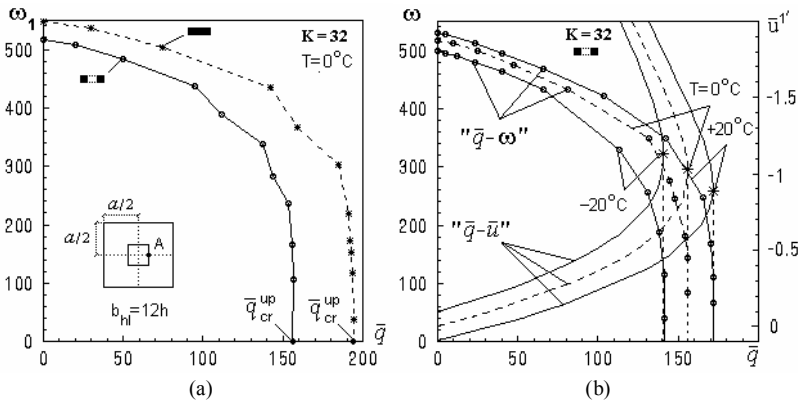 ω₁
500
400
300
200
100
0
K = 32
T=0°C
a/2
a/2
A
b_hl=12h
q̄_cr^up
q̄_cr^up
0 50 100 150 200 q̄
(a)
ω
500
400
300
200
100
0
K = 32
ū₁'
T=0°C
+20°C
−20°C
"q̄-ω"
"q̄-ū"
-1.5
-1
-0.5
0
0 50 100 150 q̄
(b)